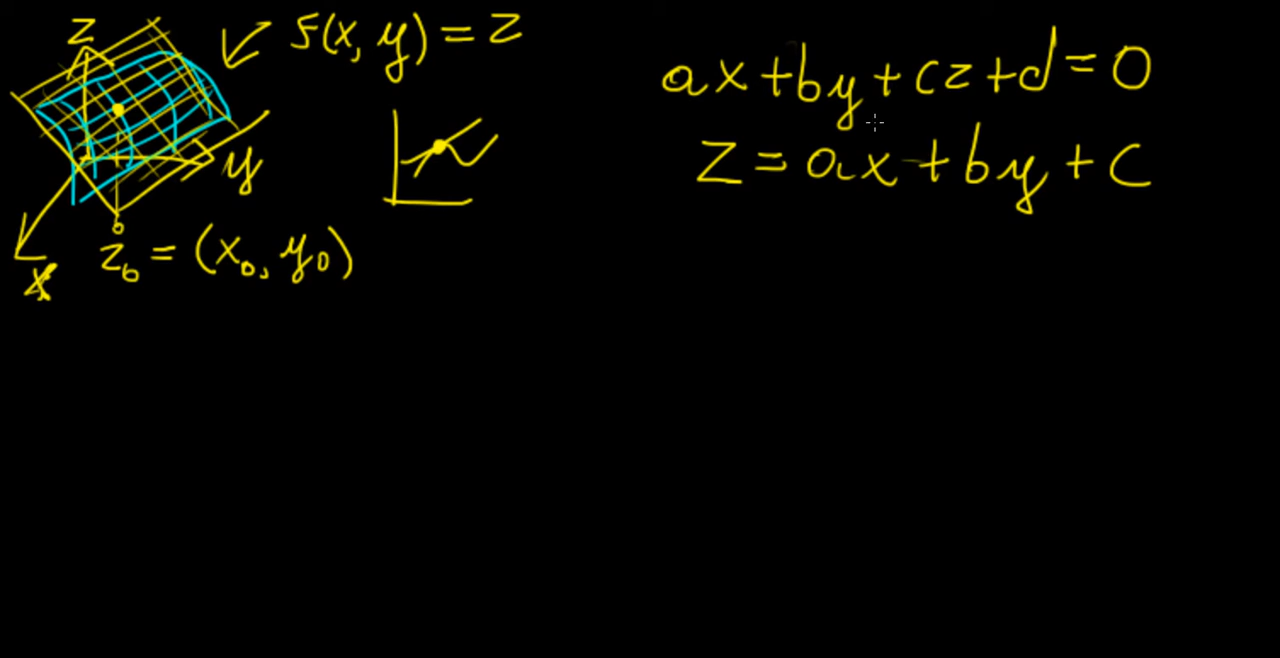 z
f(x, y) = z
y
x
z₀ = (x₀, y₀)
ax+by+cz+d=0
z = ax+by+c